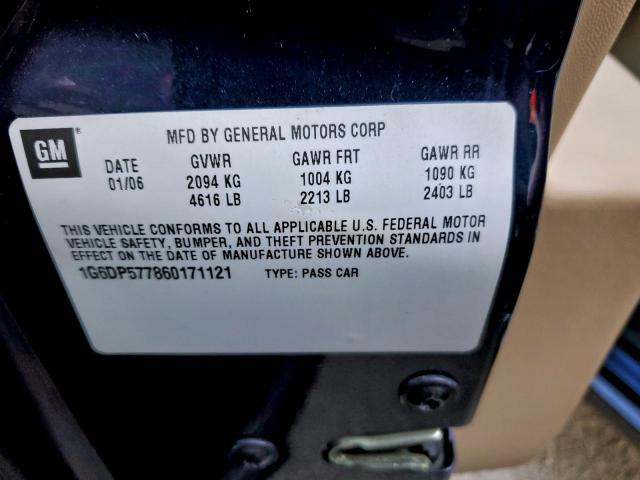 GM®
MFD BY GENERAL MOTORS CORP
DATE GVWR GAWR FRT GAWR RR
01/06 2094 KG 1004 KG 1090 KG
4616 LB 2213 LB 2403 LB
THIS VEHICLE CONFORMS TO ALL APPLICABLE U.S. FEDERAL MOTOR
VEHICLE SAFETY, BUMPER, AND THEFT PREVENTION STANDARDS IN
EFFECT ON THE DATE OF MANUFACTURE SHOWN ABOVE.
1G6DP577860171121 TYPE: PASS CAR